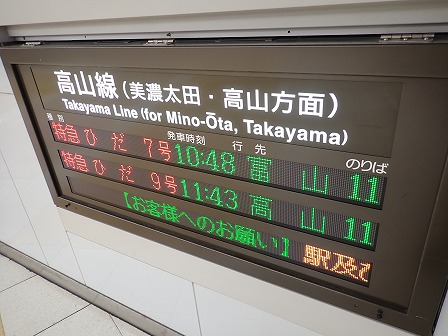 高山線(美濃太田・高山方面)
Takayama Line (for Mino-Ōta, Takayama)
種別 発車時刻 行先 のりば
特急 ひだ 7号 10:48 富山 11
特急 ひだ 9号 11:43 高山 11
【お客様へのお願い】 駅及び